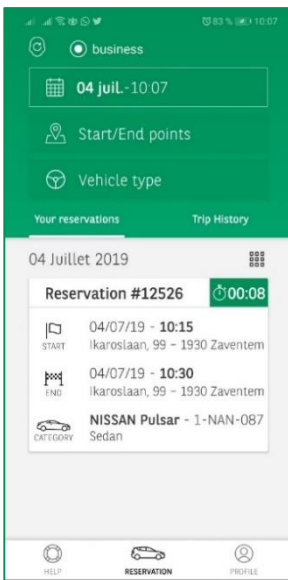 83 % 10:07
business
04 juil.-10:07
Start/End points
Vehicle type
Your reservations Trip History
04 Juillet 2019
Reservation #12526 00:08
04/07/19 - 10:15
START Ikaroslaan, 99 – 1930 Zaventem
04/07/19 - 10:30
END Ikaroslaan, 99 – 1930 Zaventem
NISSAN Pulsar - 1-NAN-087
CATEGORY Sedan
HELP RESERVATION PROFILE